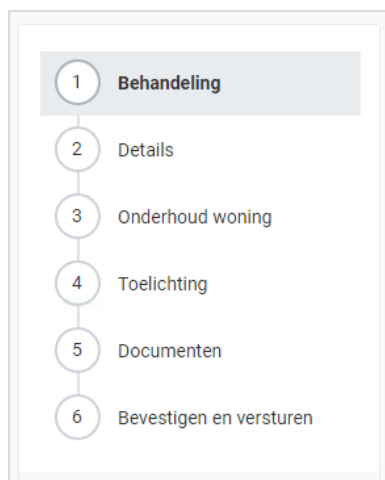 1 Behandeling
2 Details
3 Onderhoud woning
4 Toelichting
5 Documenten
6 Bevestigen en versturen